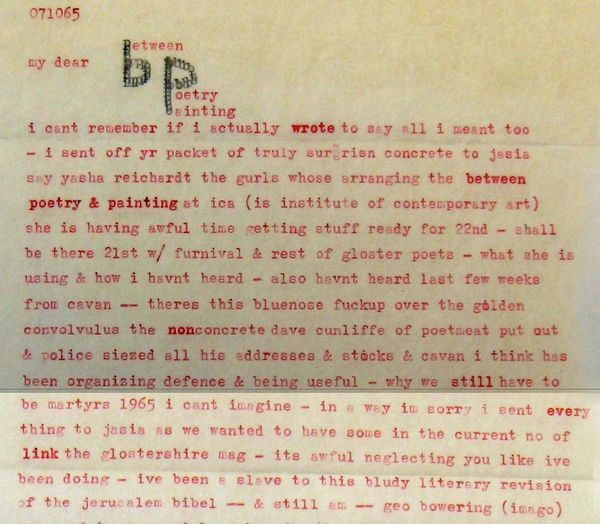 071065
between
my dear bp
poetry
painting
i cant remember if i actually wrote to say all i meant too
- i sent off yr packet of truly surprisn concrete to jasia
say yasha reichardt the gurls whose arranging the between
poetry & painting at ica (is institute of contemporary art)
she is having awful time getting stuff ready for 22nd - shall
be there 21st w/ furnival & rest of gloster poets - what she is
using & how i havnt heard - also havnt heard last few weeks
from cavan -- theres this bluenose fuckup over the golden
convolvulus the nonconcrete dave cunliffe of poetmeat put out
& police siezed all his addresses & stocks & cavan i think has
been organizing defence & being useful - why we still have to
be martyrs 1965 i cant imagine - in a way im sorry i sent every
thing to jasia as we wanted to have some in the current no of
link the glostershire mag - its awful neglecting you like ive
been doing - ive been a slave to this bludy literary revision
of the jerusalem bibel -- & still am -- geo bowering (imago)